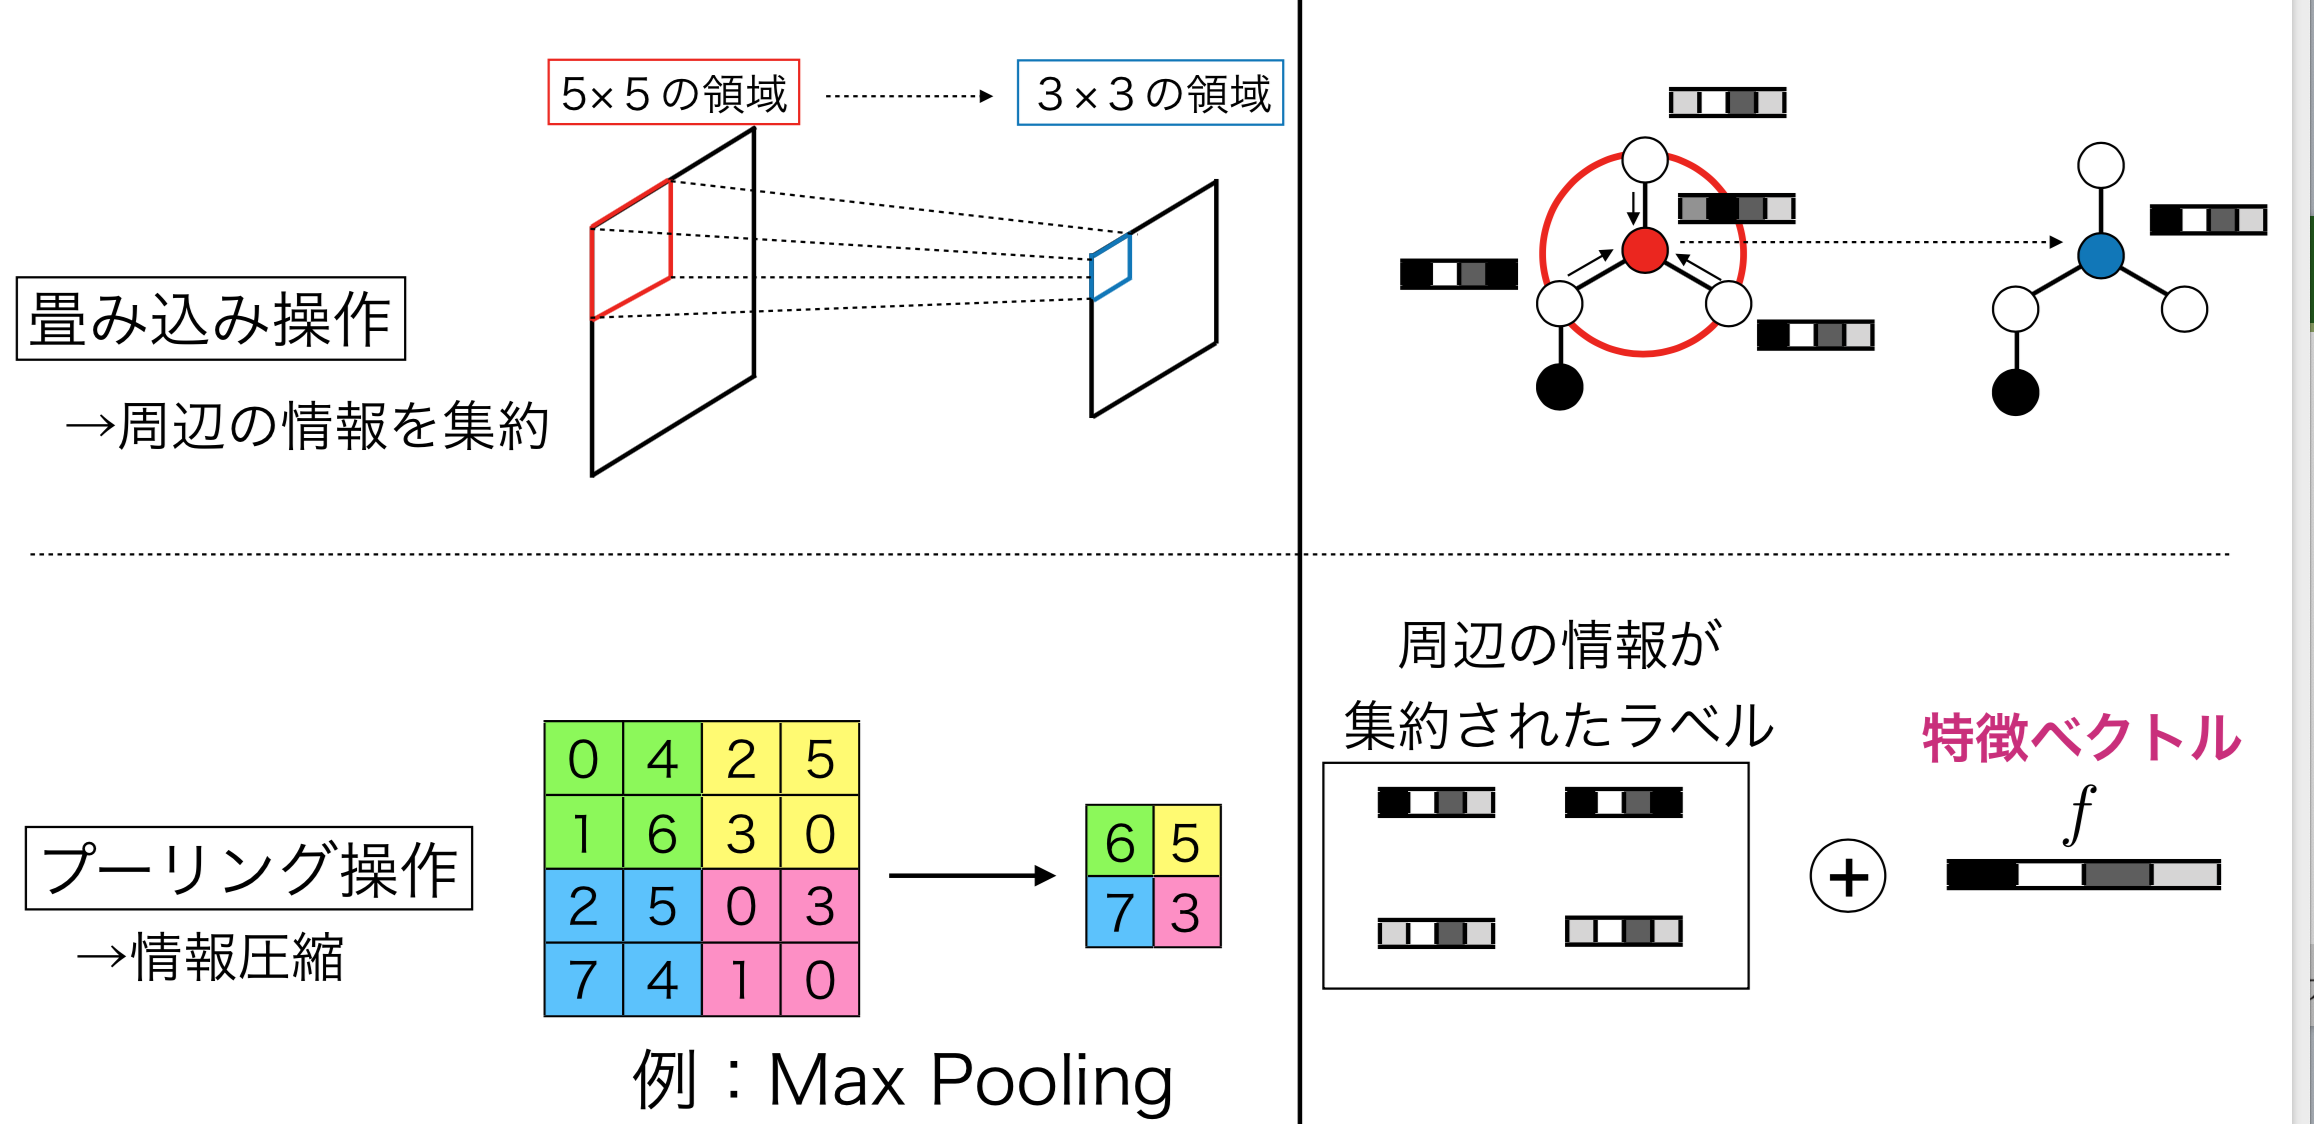 5×5の領域
3×3の領域
畳み込み操作
→周辺の情報を集約
プーリング操作
→情報圧縮
0 4 2 5
1 6 3 0
2 5 0 3
7 4 1 0
6 5
7 3
例：Max Pooling
周辺の情報が
集約されたラベル
特徴ベクトル
f
+